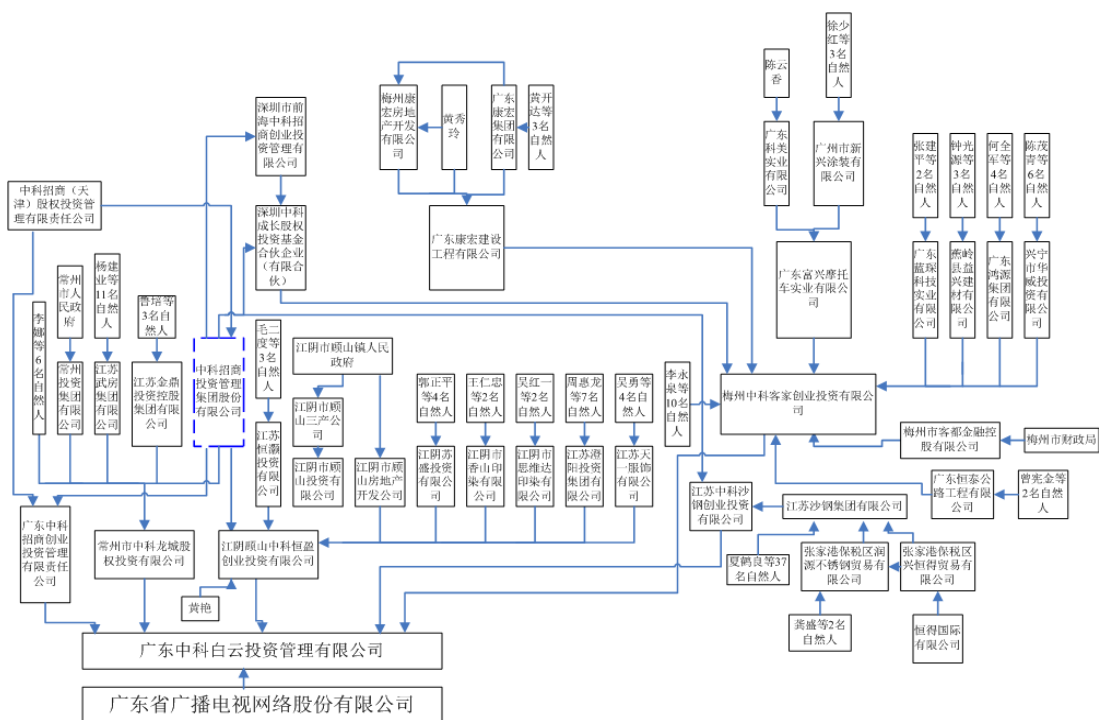 徐少
红等
3名
自然
人
陈云
香
梅州康
宏房地
产开发
有限公
司
黄秀
玲
广东
康宏
集团
有限
公司
黄开
达等
3名
自然
人
深圳市前
海中科招
商创业投
资管理有
限公司
广东
科美
实业
有限
公司
广州市新
兴涂装有
限公司
张建
平等
2名
自然
人
钟光
源等
3名
自然
人
何全
军等
4名
自然
人
陈茂
青等
6名
自然
人
中科招商（天
津）股权投资管
理有限责任公司
深圳中科
成长股权
投资基金
合伙企业
（有限合
伙）
广东康宏建设
工程有限公司
广东富兴摩托
车实业有限公
司
广东
蓝琛
科技
实业
有限
公司
蕉岭
县益
兴建
材有
限公
司
广东
鸿源
集团
有限
公司
兴宁
市华
威投
资有
限公
司
李
娜
等
6
名
自
然
人
常州
市人
民政
府
杨建
业等
11名
自然
人
鲁培等
3名自
然人
常州
投资
集团
有限
公司
江苏
武房
集团
有限
公司
江苏金鼎
投资控股
集团有限
公司
中科招商
投资管理
集团股份
有限公司
毛二
度等
3名
自然
人
江苏
恒灏
投资
有限
公司
江阴市顾山镇人民
政府
江阴市顾
山三产公
司
江阴市顾
山投资有
限公司
江阴市顾
山房地产
开发公司
郭正平
等4名
自然人
王仁忠
等2名
自然人
吴红一
等2名
自然人
周惠龙
等7名
自然人
吴勇等
4名自
然人
江阴苏
盛投资
有限公
司
江阴市
香山印
染有限
公司
江阴市
思维达
印染有
限公司
江苏澄
阳投资
集团有
限公司
江苏天
一服饰
有限公
司
李永
泉等
10名
自然
人
梅州中科客家创业投资有限公
司
梅州市客都金融控
股有限公司
梅州市财政局
广东恒泰公
路工程有限
公司
曾宪金等
2名自然
人
江苏中科沙
钢创业投资
有限公司
江苏沙钢集团有限公司
夏鹤良等37
名自然人
张家港保税区润
源不锈钢贸易有
限公司
张家港保税区
兴恒得贸易有
限公司
龚盛等2名
自然人
恒得国际
有限公司
广东中科
招商创业
投资管理
有限责任
公司
常州市中科龙城股
权投资有限公司
江阴顾山中科恒盈
创业投资有限公司
黄艳
广东中科白云投资管理有限公司
广东省广播电视网络股份有限公司